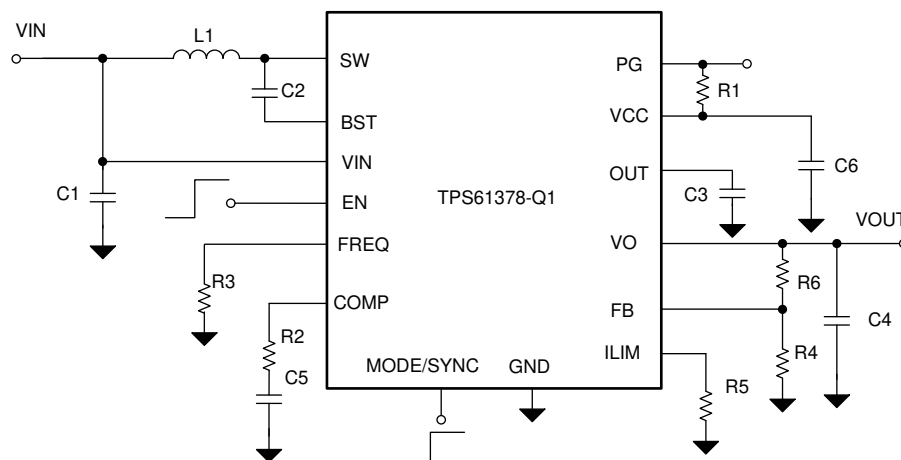 VIN
L1
SW
C2
BST
VIN
C1
EN
FREQ
R3
COMP
R2
C5
MODE/SYNC
GND
TPS61378-Q1
PG
R1
VCC
C6
OUT
C3
VOUT
VO
R6
FB
C4
R4
ILIM
R5